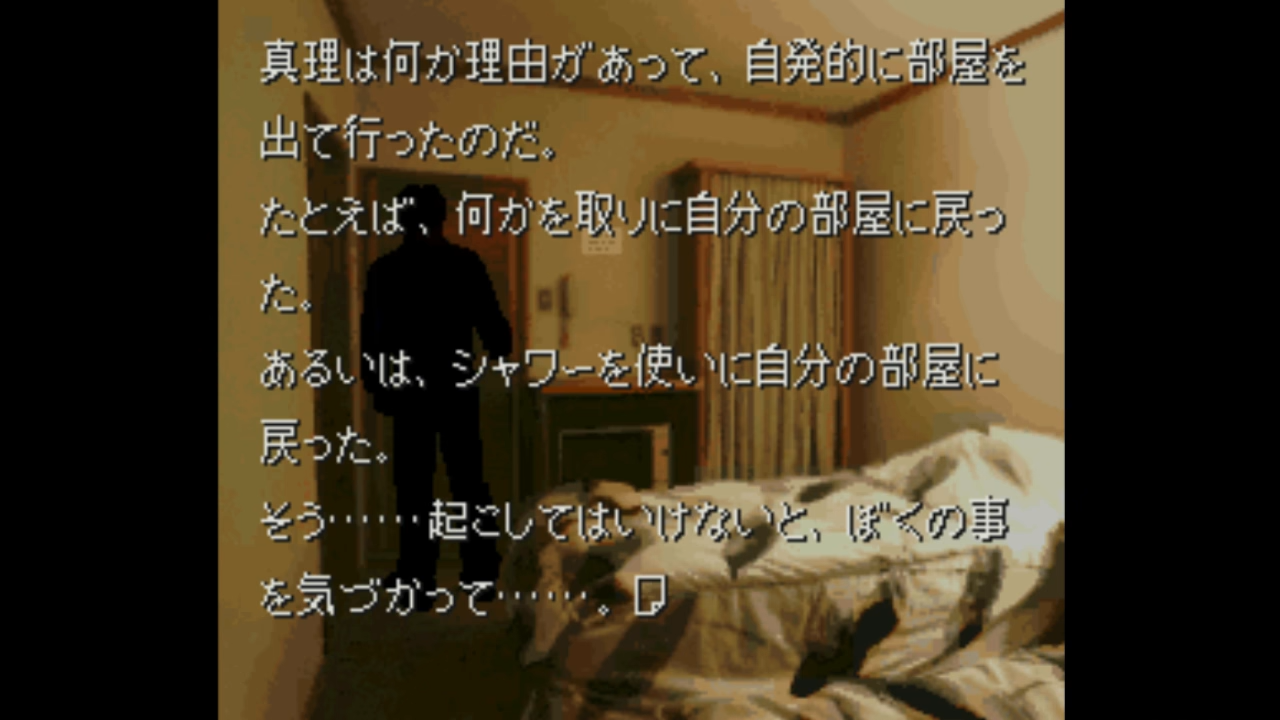 真理は何か理由があって、自発的に部屋を
出て行ったのだ。
たとえば、何かを取りに自分の部屋に戻っ
た。
あるいは、シャワーを使いに自分の部屋に
戻った。
そう……起こしてはいけないと、ぼくの事
を気づかって……。